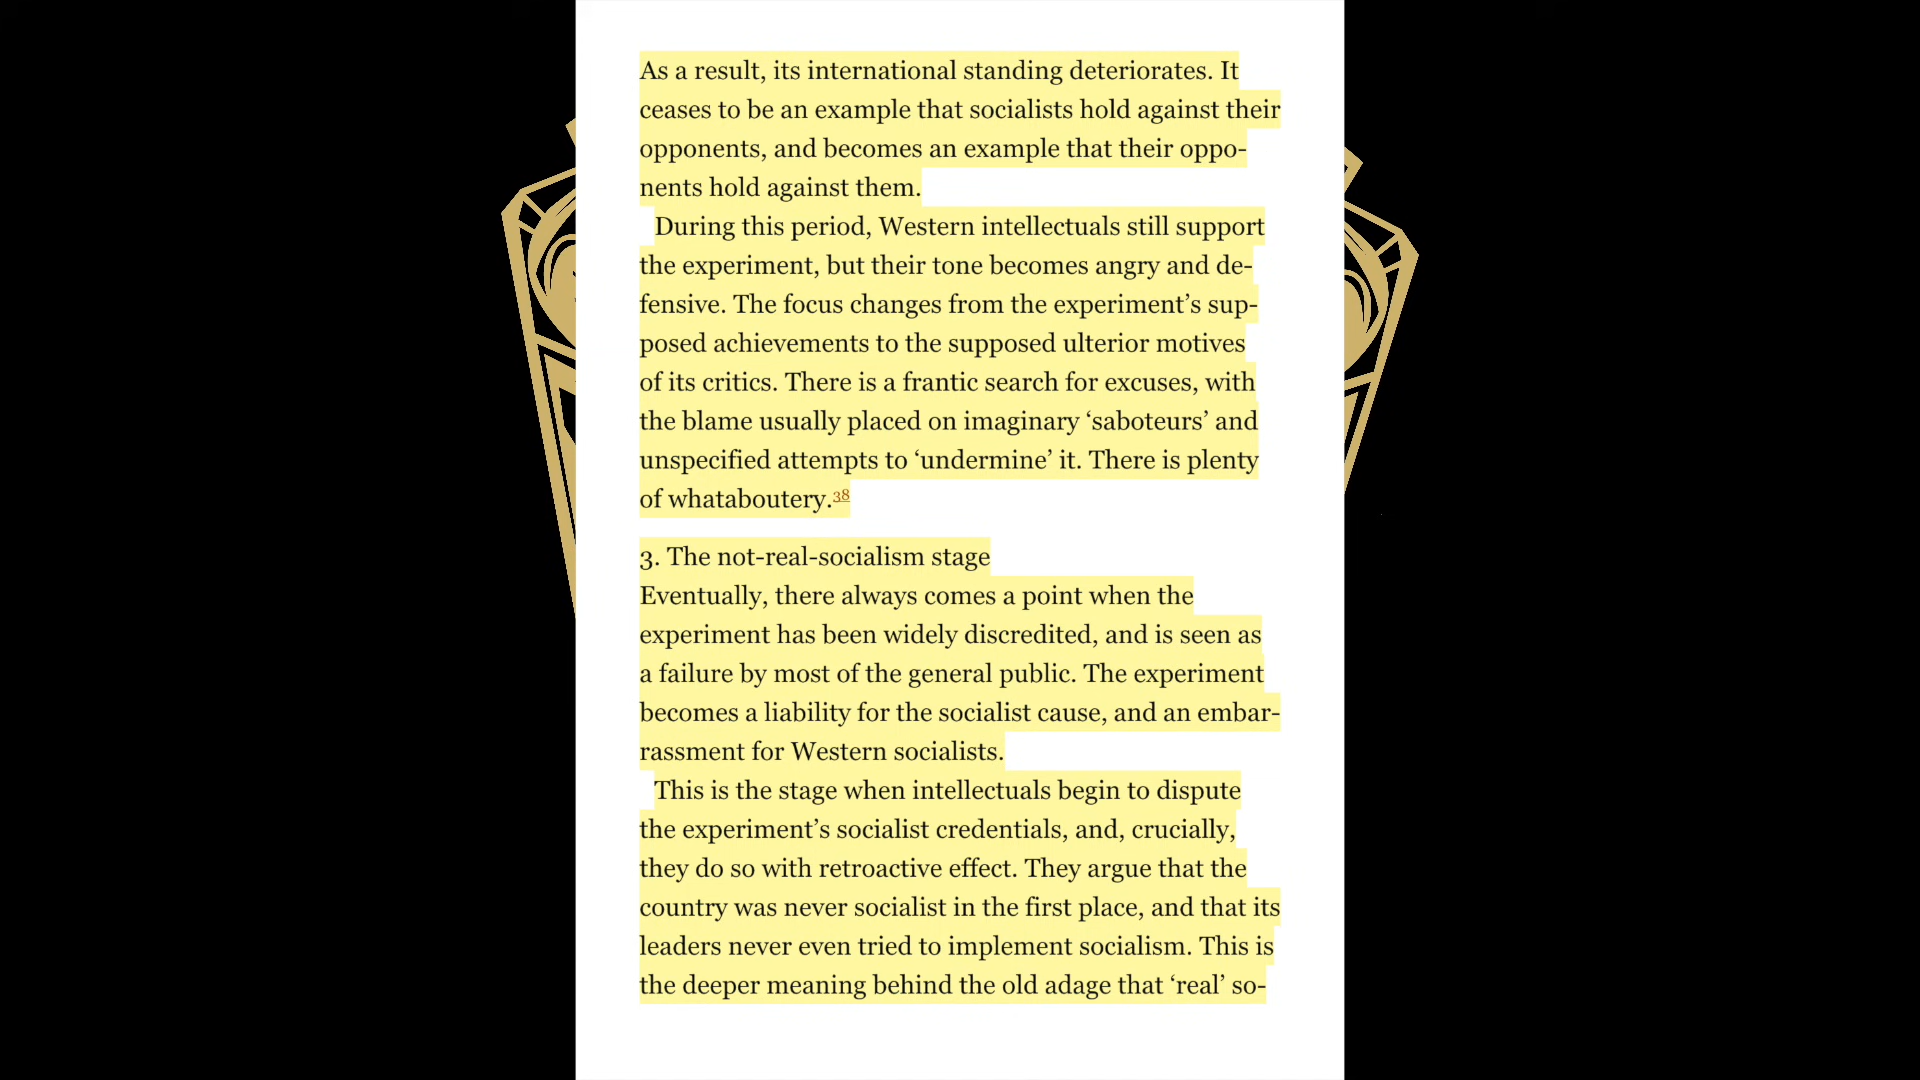 As a result, its international standing deteriorates. It
ceases to be an example that socialists hold against their
opponents, and becomes an example that their oppo-
nents hold against them.
During this period, Western intellectuals still support
the experiment, but their tone becomes angry and de-
fensive. The focus changes from the experiment’s sup-
posed achievements to the supposed ulterior motives
of its critics. There is a frantic search for excuses, with
the blame usually placed on imaginary ‘saboteurs’ and
unspecified attempts to ‘undermine’ it. There is plenty
of whataboutery.38
3. The not-real-socialism stage
Eventually, there always comes a point when the
experiment has been widely discredited, and is seen as
a failure by most of the general public. The experiment
becomes a liability for the socialist cause, and an embar-
rassment for Western socialists.
This is the stage when intellectuals begin to dispute
the experiment’s socialist credentials, and, crucially,
they do so with retroactive effect. They argue that the
country was never socialist in the first place, and that its
leaders never even tried to implement socialism. This is
the deeper meaning behind the old adage that ‘real’ so-